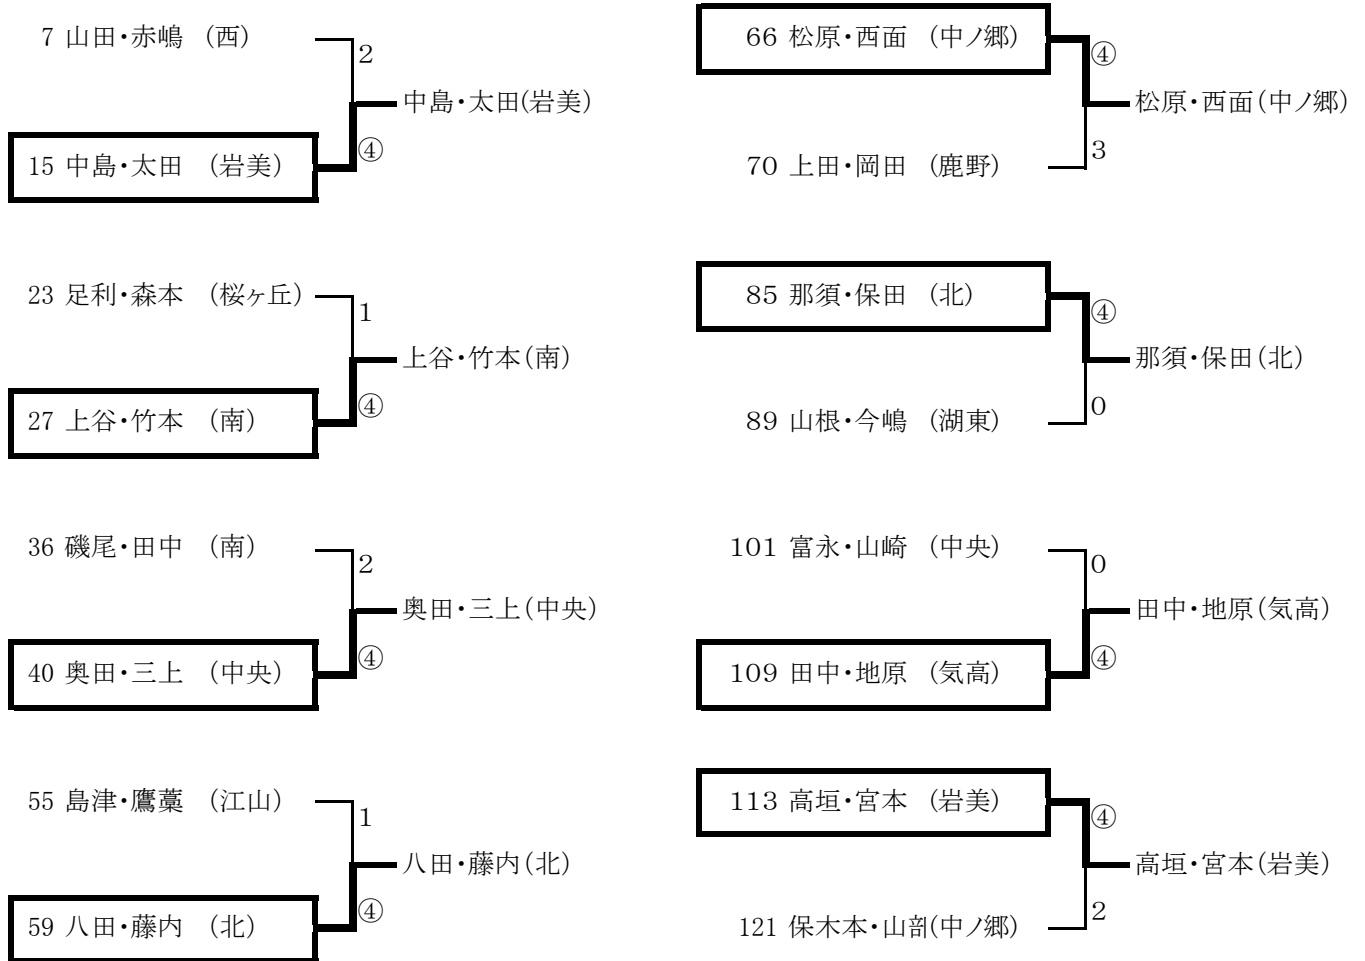 7 山田・赤嶋 (西)
2
中島・太田(岩美)
④
15 中島・太田 (岩美)
23 足利・森本 (桜ヶ丘)
1
上谷・竹本(南)
④
27 上谷・竹本 (南)
36 磯尾・田中 (南)
2
奥田・三上(中央)
④
40 奥田・三上 (中央)
55 島津・鷹藁 (江山)
1
八田・藤内(北)
④
59 八田・藤内 (北)
66 松原・西面 (中ノ郷)
④
松原・西面(中ノ郷)
3
70 上田・岡田 (鹿野)
85 那須・保田 (北)
④
那須・保田(北)
0
89 山根・今嶋 (湖東)
101 富永・山崎 (中央)
0
田中・地原(気高)
④
109 田中・地原 (気高)
113 高垣・宮本 (岩美)
④
高垣・宮本(岩美)
2
121 保木本・山部(中ノ郷)